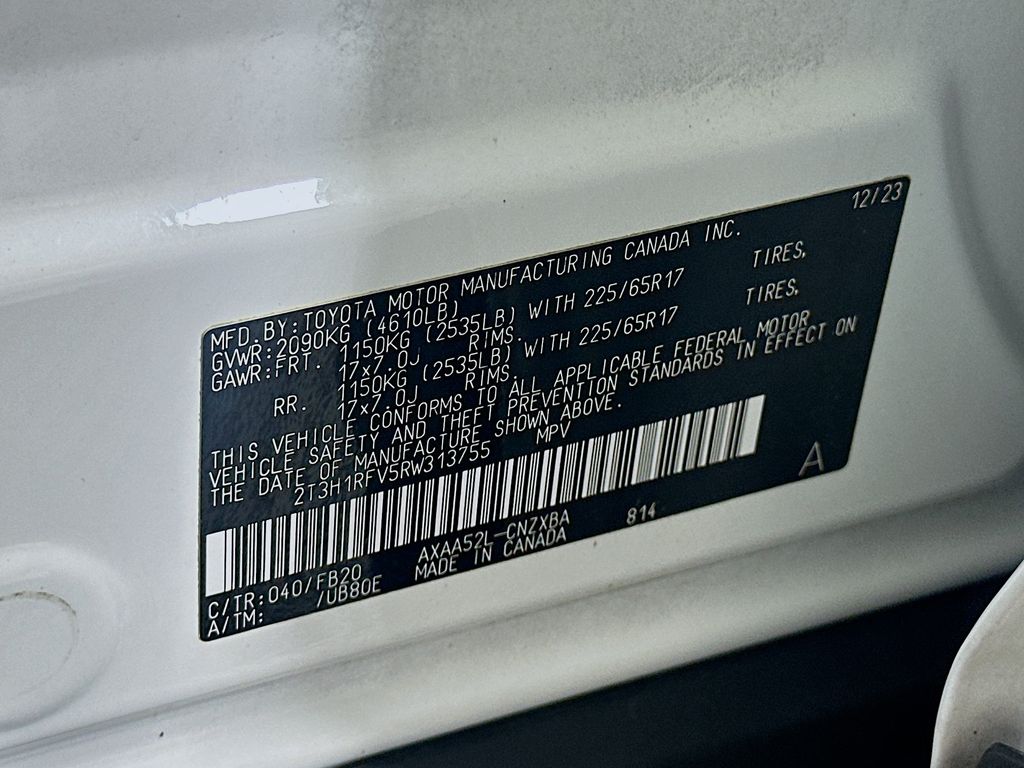 12/23
MFD.BY:TOYOTA MOTOR MANUFACTURING CANADA INC.
GVWR:2090KG (4610LB)
GAWR:FRT. 1150KG (2535LB) WITH 225/65R17 TIRES,
17x7.0J RIMS.
RR. 1150KG (2535LB) WITH 225/65R17 TIRES,
17x7.0J RIMS.
THIS VEHICLE CONFORMS TO ALL APPLICABLE FEDERAL MOTOR
VEHICLE SAFETY AND THEFT PREVENTION STANDARDS IN EFFECT ON
THE DATE OF MANUFACTURE SHOWN ABOVE.
2T3H1RFV5RW313755 MPV
A
C/TR:040/FB20 AXAA52L-CNZXBA 814
A/TM: /UB80E MADE IN CANADA